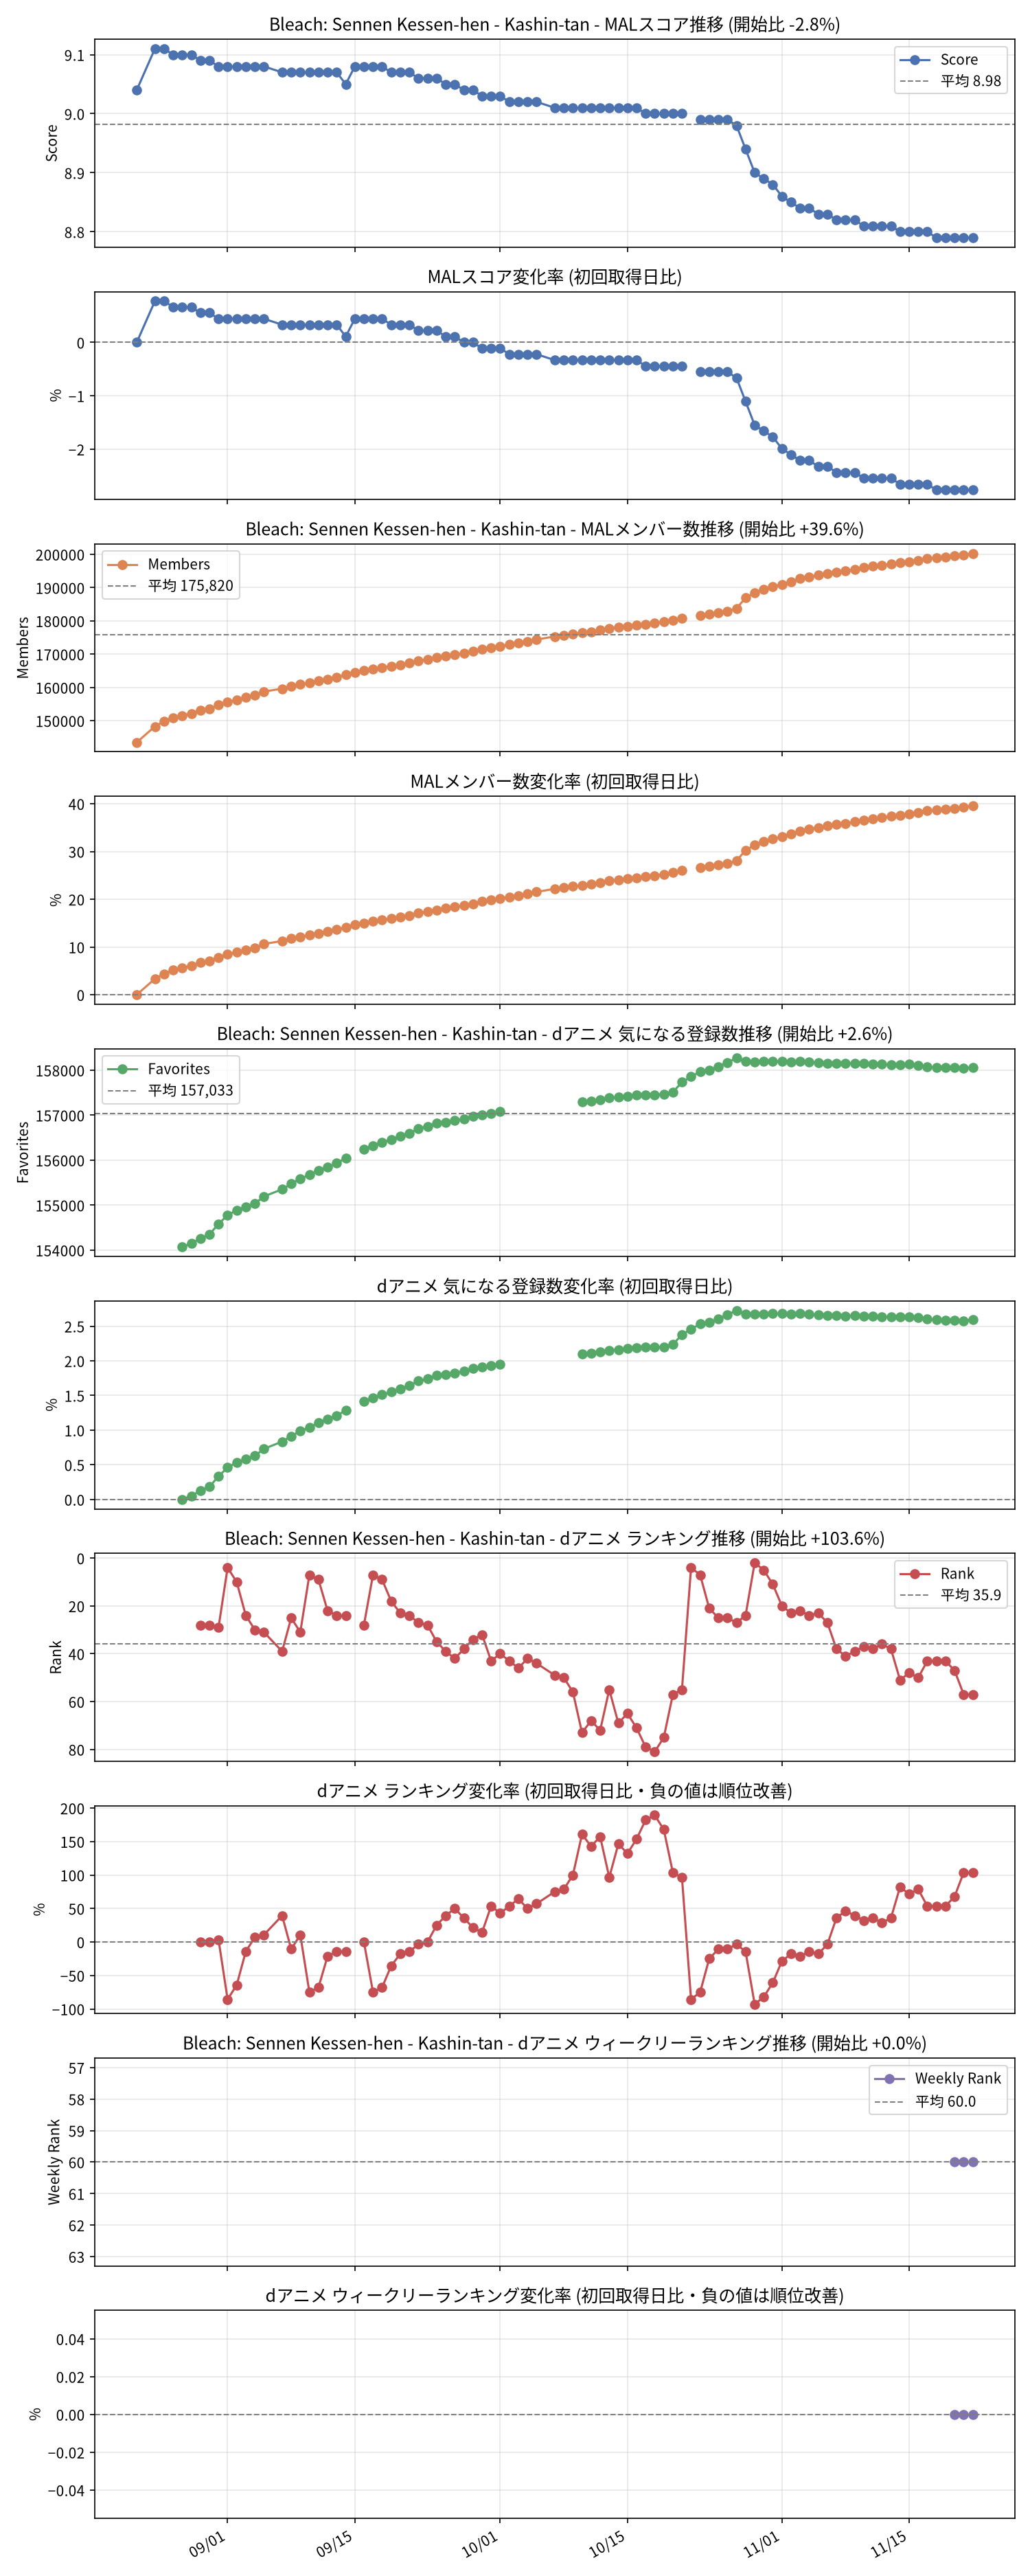 Bleach: Sennen Kessen-hen - Kashin-tan - MALスコア推移 (開始比 -2.8%)
Score
平均 8.98
9.1
9.0
8.9
8.8
Score
MALスコア変化率 (初回取得日比)
0
−1
−2
%
Bleach: Sennen Kessen-hen - Kashin-tan - MALメンバー数推移 (開始比 +39.6%)
Members
平均 175,820
200000
190000
180000
170000
160000
150000
Members
MALメンバー数変化率 (初回取得日比)
40
30
20
10
0
%
Bleach: Sennen Kessen-hen - Kashin-tan - dアニメ 気になる登録数推移 (開始比 +2.6%)
Favorites
平均 157,033
158000
157000
156000
155000
154000
Favorites
dアニメ 気になる登録数変化率 (初回取得日比)
2.5
2.0
1.5
1.0
0.5
0.0
%
Bleach: Sennen Kessen-hen - Kashin-tan - dアニメ ランキング推移 (開始比 +103.6%)
Rank
平均 35.9
0
20
40
60
80
Rank
dアニメ ランキング変化率 (初回取得日比・負の値は順位改善)
200
150
100
50
0
−50
−100
%
Bleach: Sennen Kessen-hen - Kashin-tan - dアニメ ウィークリーランキング推移 (開始比 +0.0%)
Weekly Rank
平均 60.0
57
58
59
60
61
62
63
Weekly Rank
dアニメ ウィークリーランキング変化率 (初回取得日比・負の値は順位改善)
0.04
0.02
0.00
−0.02
−0.04
%
09/01
09/15
10/01
10/15
11/01
11/15